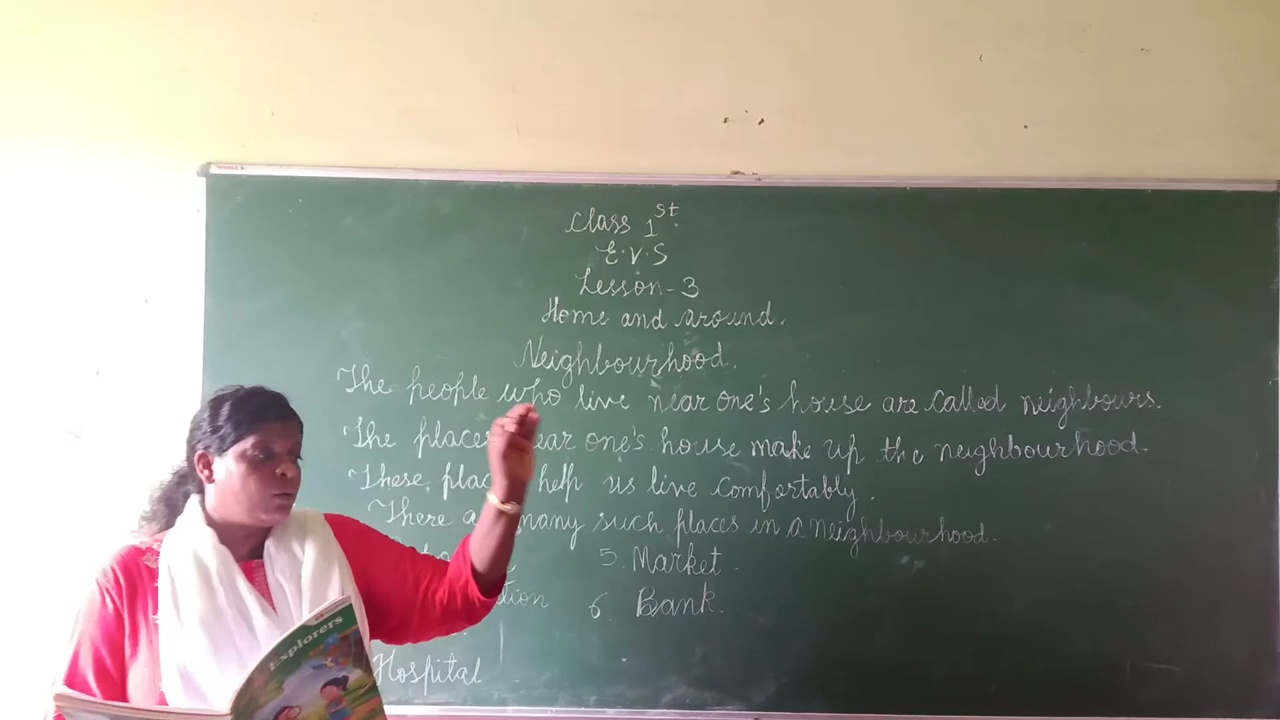 Class 1st.
E.V.S
Lesson-3
Home and around.
Neighbourhood.
The people who live near one's house are called neighbours.
The places near one's house make up the neighbourhood.
These places help us live comfortably.
There many such places in a neighbourhood.
5. Market.
6. Bank.
Hospital
Explorers